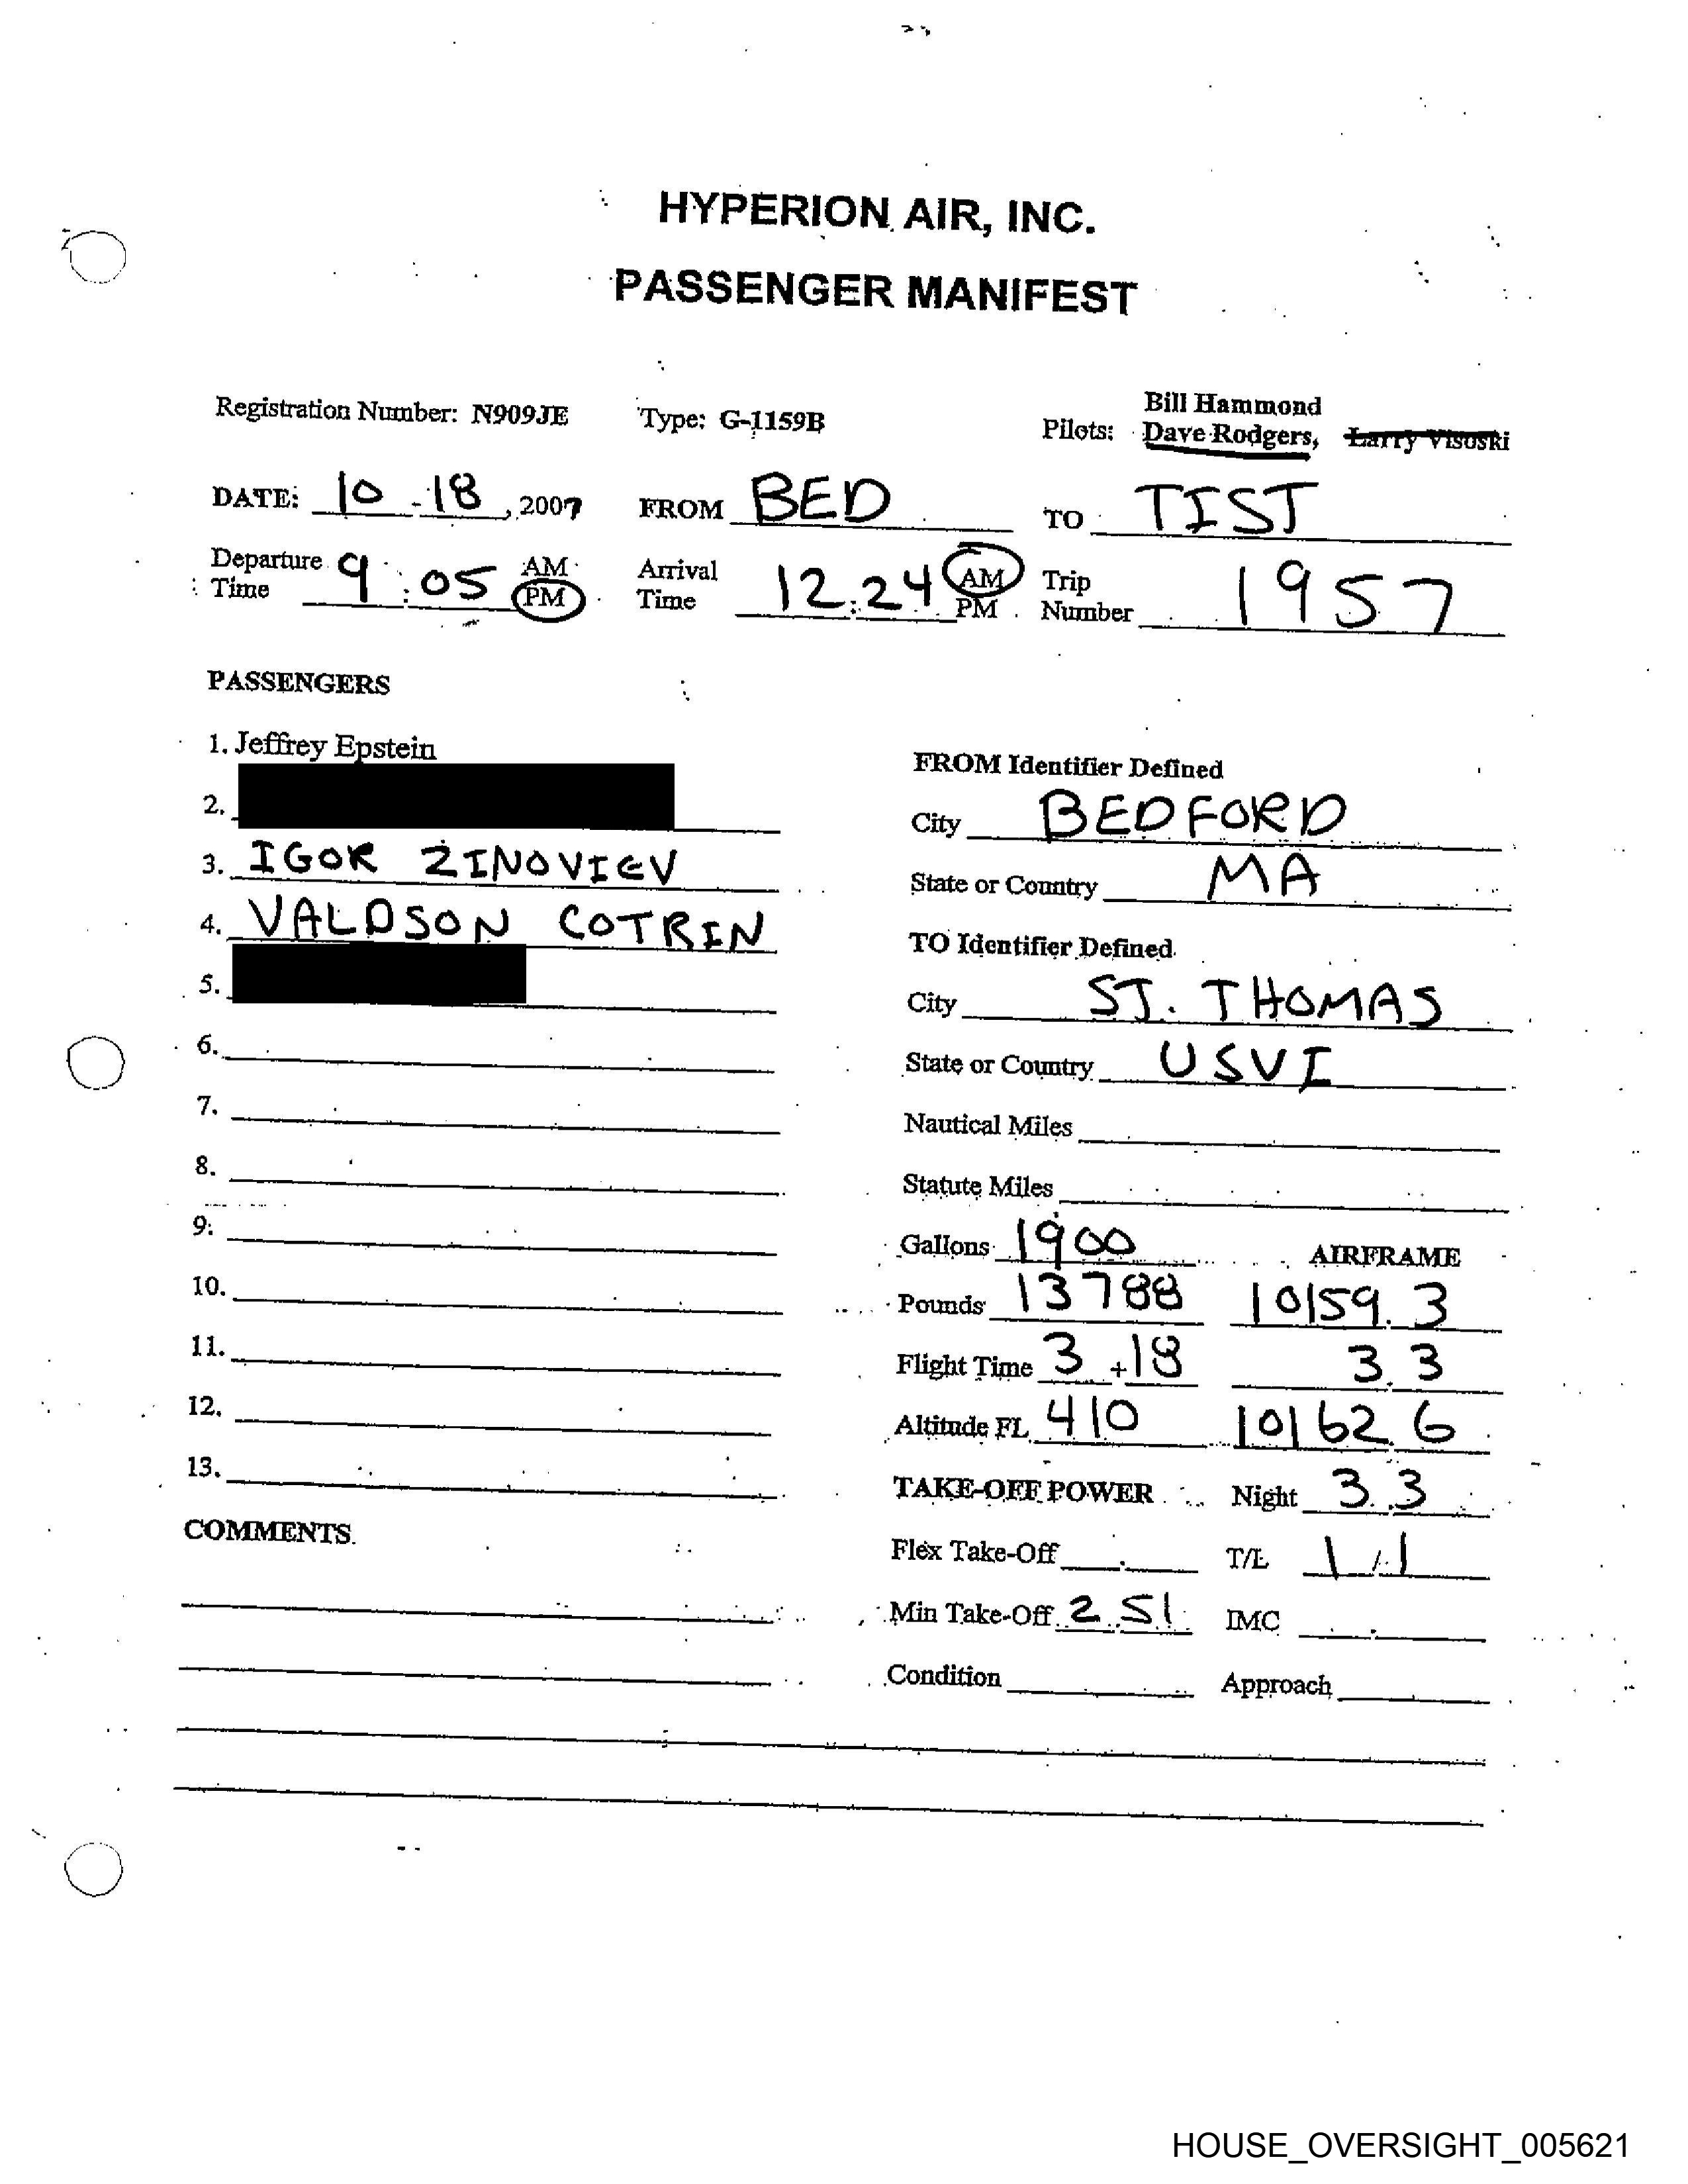 HYPERION AIR, INC.
PASSENGER MANIFEST
Registration Number: N909JE Type: G-1159B Pilots: Bill Hammond
Dave Rodgers, Larry Visoski
DATE: 10 - 18, 2007 FROM BED TO TIST
Departure Time 9:05 AM PM Arrival Time 12:24 AM PM Trip Number 1957
PASSENGERS
1. Jeffrey Epstein
2.
3. IGOR ZINOVIEV
4. VALDSON COTRIN
5.
6.
7.
8.
9.
10.
11.
12.
13.
COMMENTS
FROM Identifier Defined
City BEDFORD
State or Country MA
TO Identifier Defined
City ST. THOMAS
State or Country USVI
Nautical Miles
Statute Miles
Gallons 1900 AIRFRAME
Pounds 13788 10159.3
Flight Time 3 + 18 3.3
Altitude FL 410 10162.6
TAKE-OFF POWER Night 3.3
Flex Take-Off . T/L 1/1
Min Take-Off 2.51 IMC .
Condition Approach
HOUSE_OVERSIGHT_005621